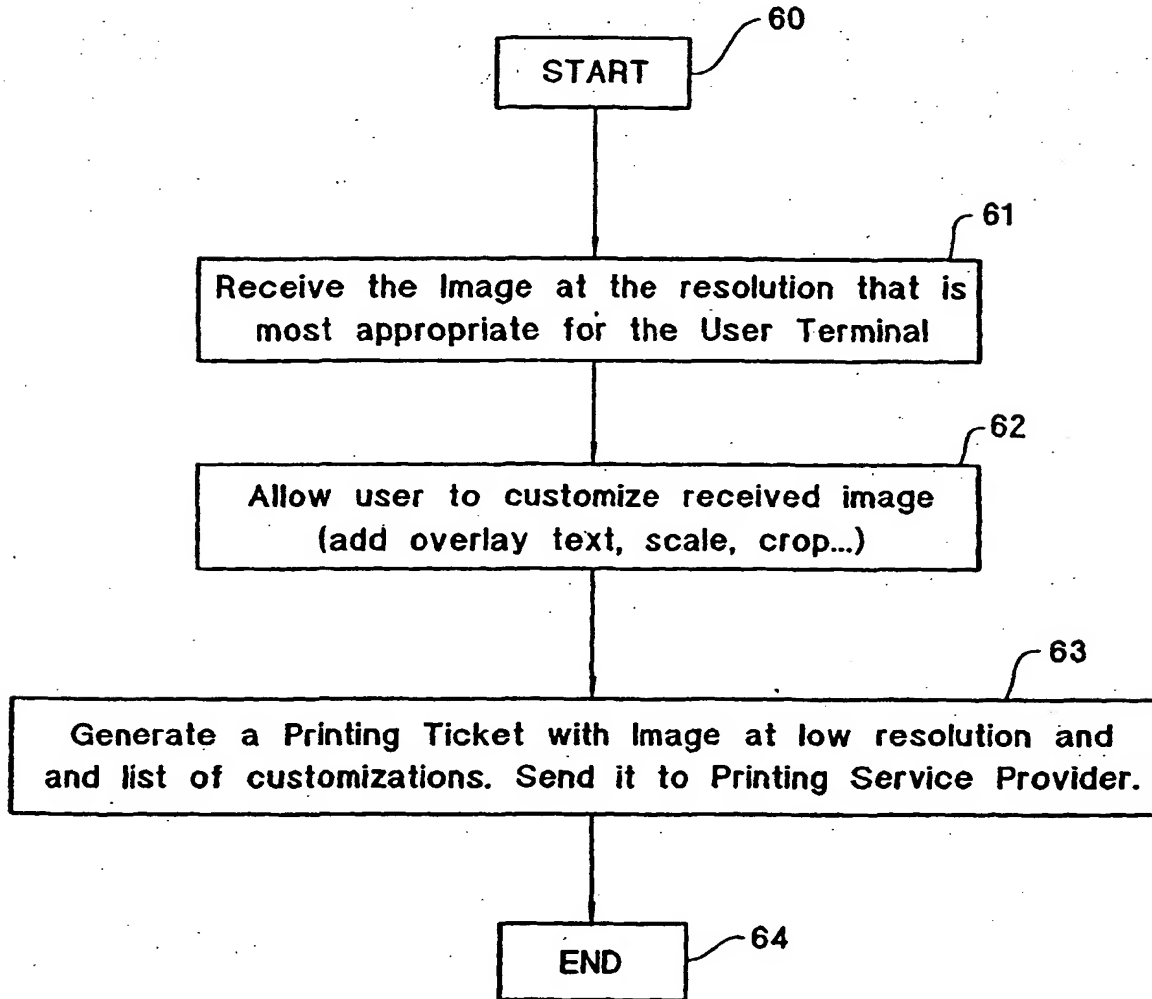 60
START
61
Receive the Image at the resolution that is
most appropriate for the User Terminal
62
Allow user to customize received image
(add overlay text, scale, crop...)
63
Generate a Printing Ticket with Image at low resolution and
and list of customizations. Send it to Printing Service Provider.
END
64